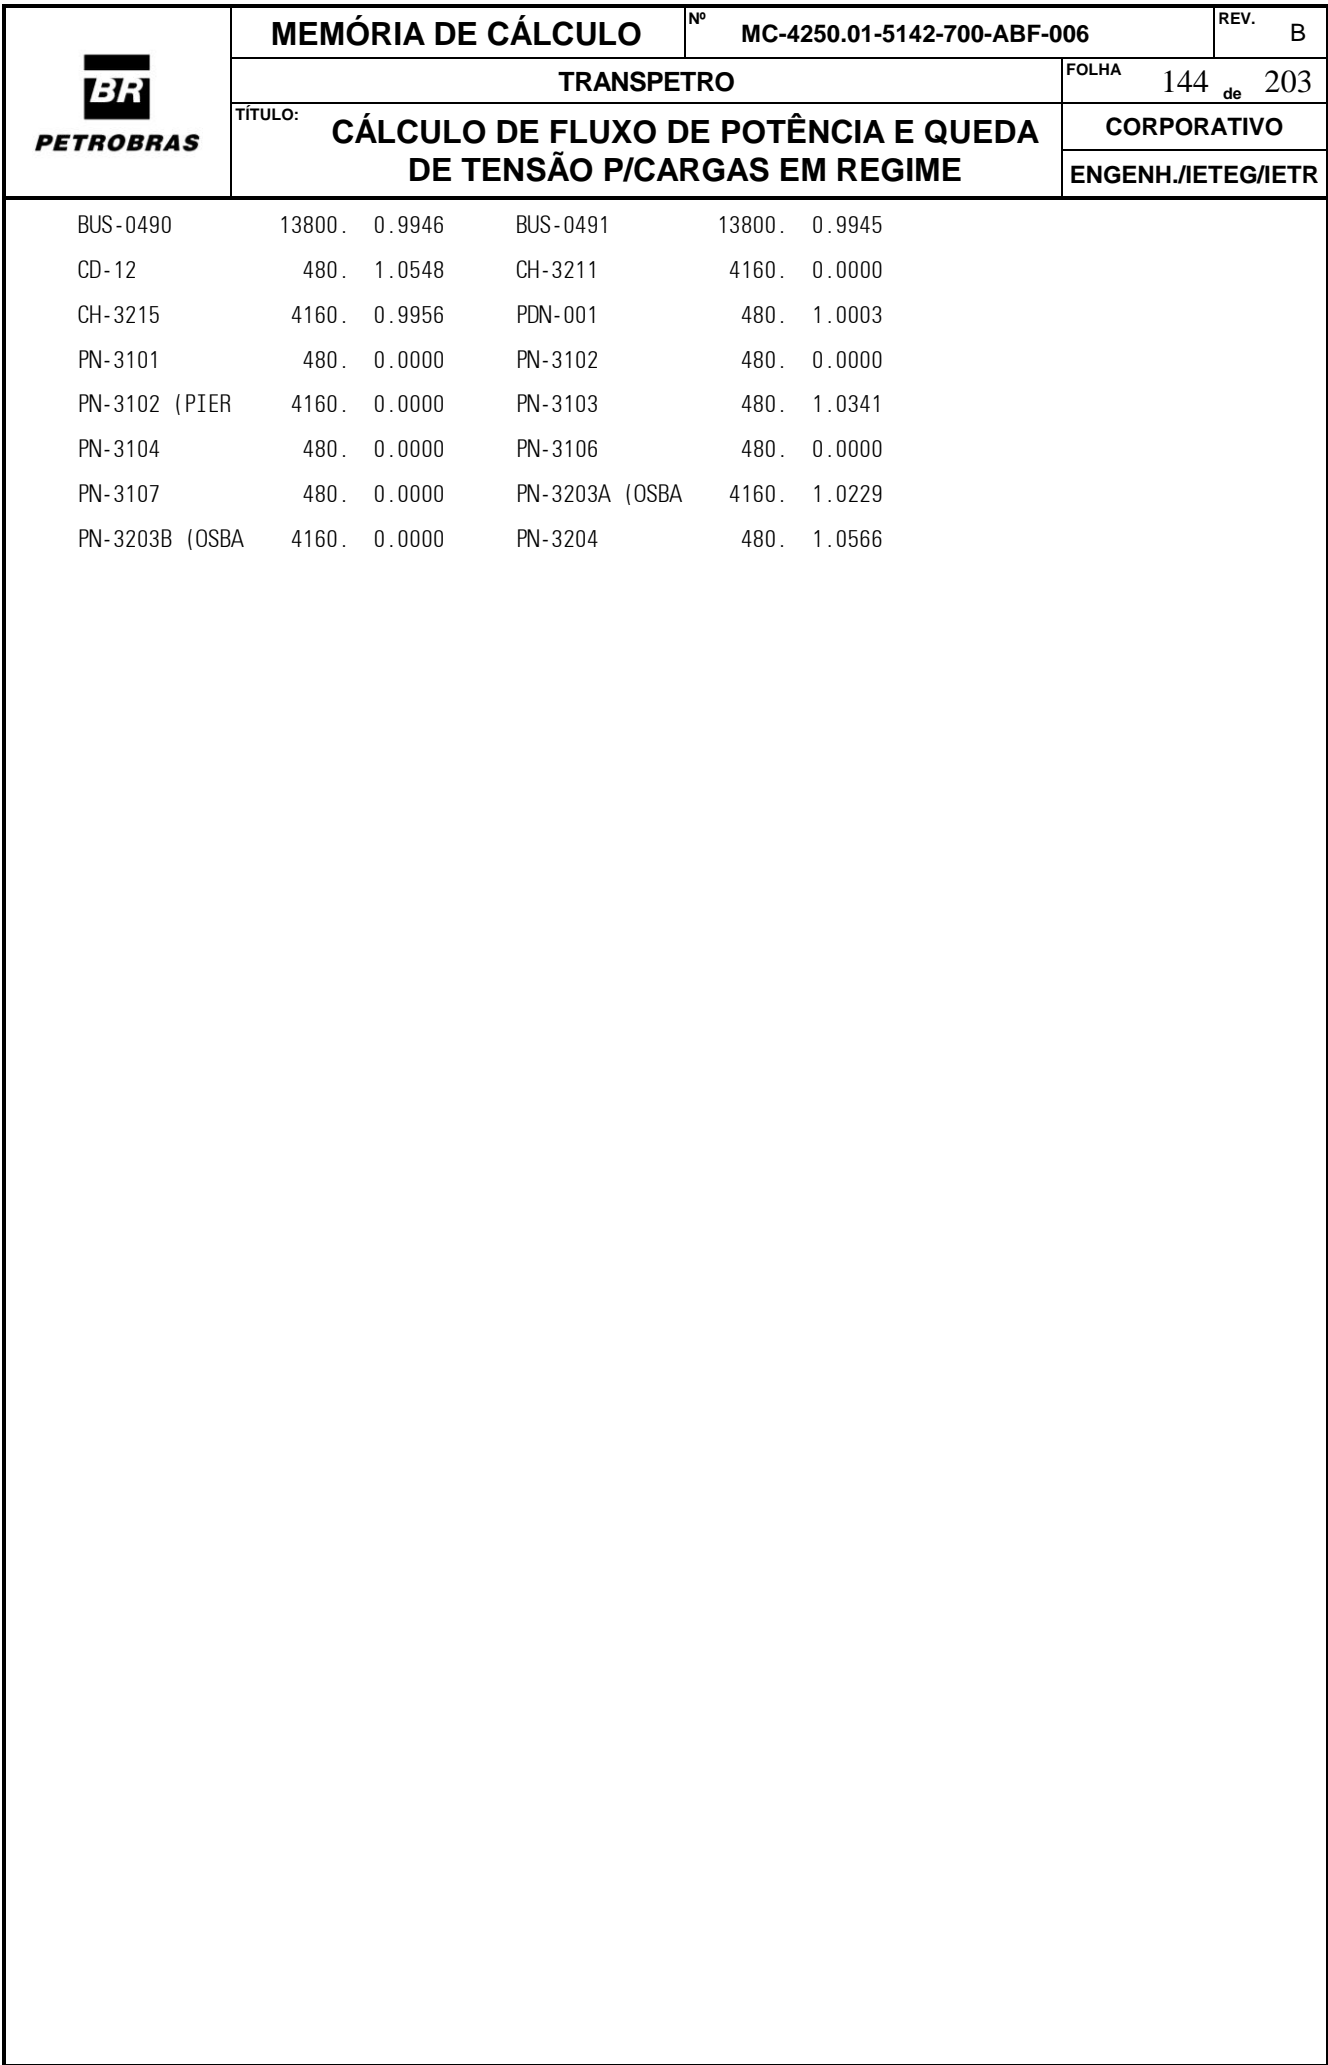 BR
PETROBRAS
MEMÓRIA DE CÁLCULO
Nº MC-4250.01-5142-700-ABF-006
REV. B
TRANSPETRO
FOLHA 144 de 203
TÍTULO: CÁLCULO DE FLUXO DE POTÊNCIA E QUEDA
DE TENSÃO P/CARGAS EM REGIME
CORPORATIVO
ENGENH./IETEG/IETR
BUS-0490 13800. 0.9946 BUS-0491 13800. 0.9945
CD-12 480. 1.0548 CH-3211 4160. 0.0000
CH-3215 4160. 0.9956 PDN-001 480. 1.0003
PN-3101 480. 0.0000 PN-3102 480. 0.0000
PN-3102 (PIER 4160. 0.0000 PN-3103 480. 1.0341
PN-3104 480. 0.0000 PN-3106 480. 0.0000
PN-3107 480. 0.0000 PN-3203A (OSBA 4160. 1.0229
PN-3203B (OSBA 4160. 0.0000 PN-3204 480. 1.0566